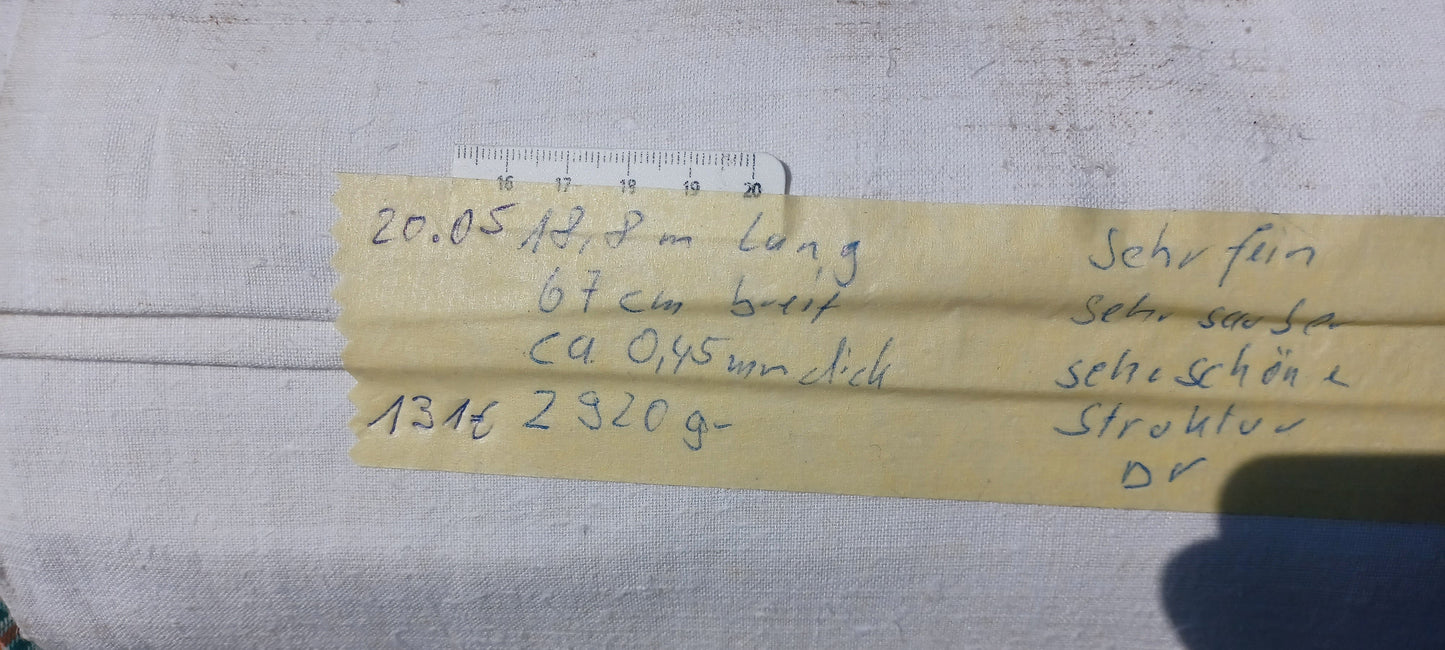 16 17 18 19 20
20.05 18,8 m lang
67 cm breit
ca 0,45 mm dick
131€ 2920 gr
Sehr fein
sehr sauber
sehr schöne
Struktur
Dr